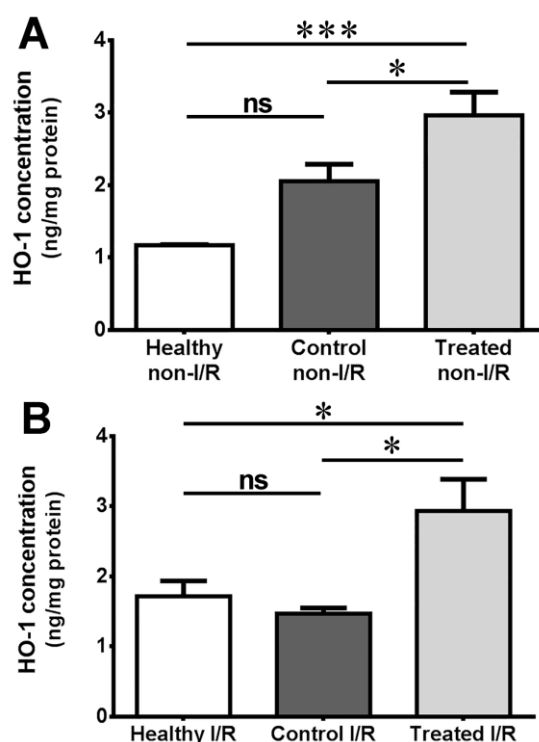 A
HO-1 concentration
(ng/mg protein)
4
3
2
1
0
***
*
ns
Healthy
non-I/R
Control
non-I/R
Treated
non-I/R
B
HO-1 concentration
(ng/mg protein)
4
3
2
1
0
*
*
ns
Healthy I/R
Control I/R
Treated I/R